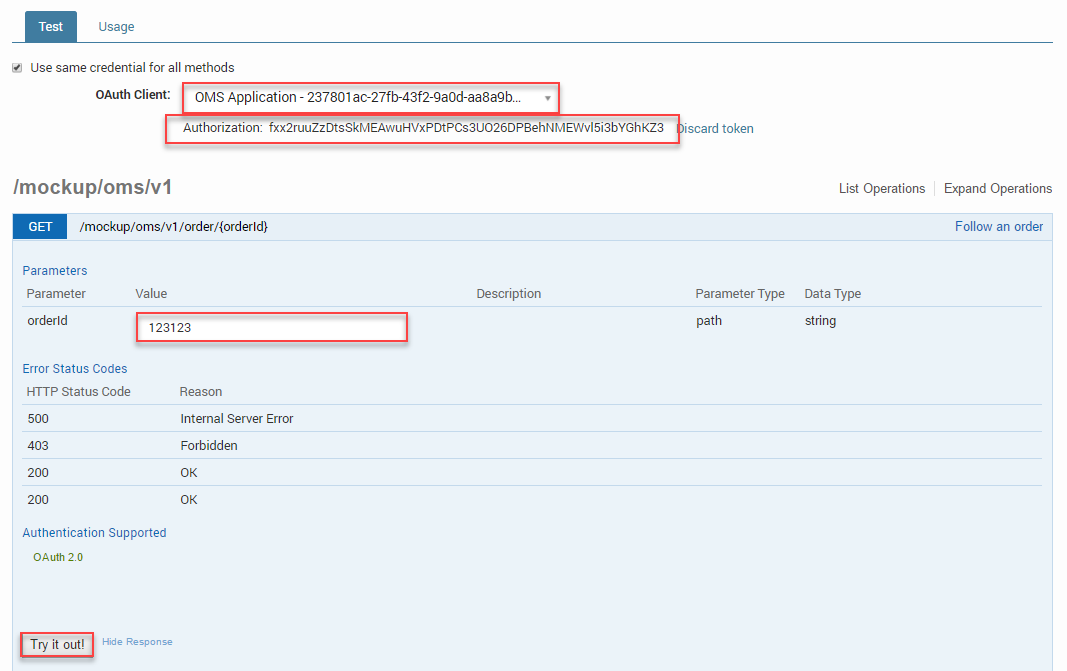 Test Usage
Use same credential for all methods
OAuth Client: OMS Application - 237801ac-27fb-43f2-9a0d-aa8a9b...
Authorization: fxx2ruuZzDtsSkMEAwuHVxPDtPCs3UO26DPBehNMEWvl5i3bYGhKZ3 Discard token
/mockup/oms/v1 List Operations Expand Operations
GET /mockup/oms/v1/order/{orderId} Follow an order
Parameters
Parameter Value Description Parameter Type Data Type
orderId 123123 path string
Error Status Codes
HTTP Status Code Reason
500 Internal Server Error
403 Forbidden
200 OK
200 OK
Authentication Supported
OAuth 2.0
Try it out! Hide Response